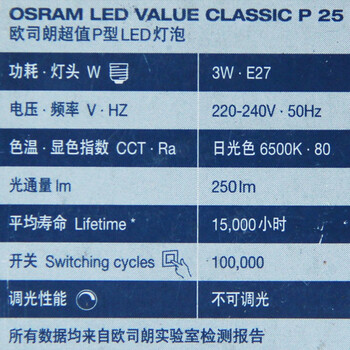 OSRAM LED VALUE CLASSIC P 25
欧司朗超值P型LED灯泡
功耗·灯头 W 3W·E27
电压·频率 V·HZ 220-240V·50Hz
色温·显色指数 CCT·Ra 日光色 6500K·80
光通量 lm 250lm
平均寿命 Lifetime* 15,000小时
开关 Switching cycles 100,000
调光性能 不可调光
所有数据均来自欧司朗实验室检测报告